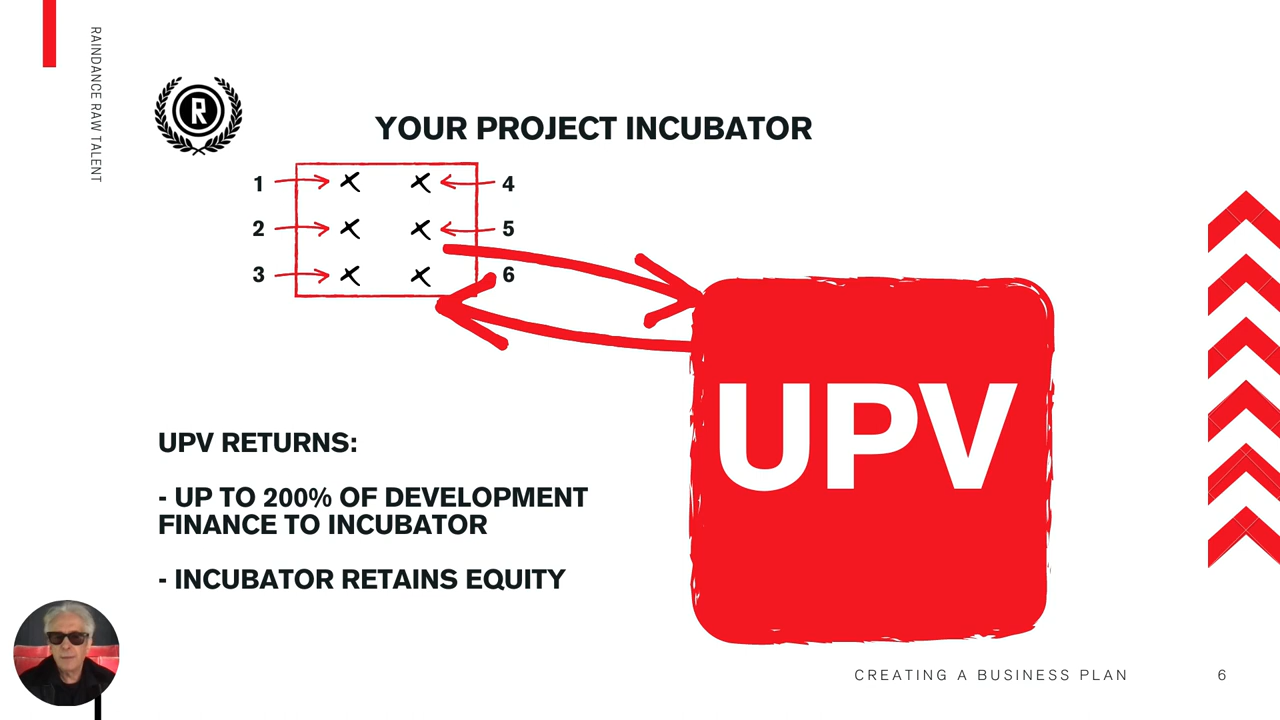 RAINDANCE RAW TALENT
R
YOUR PROJECT INCUBATOR
1
4
2
5
3
6
UPV
UPV RETURNS:
- UP TO 200% OF DEVELOPMENT
FINANCE TO INCUBATOR
- INCUBATOR RETAINS EQUITY
CREATING A BUSINESS PLAN
6